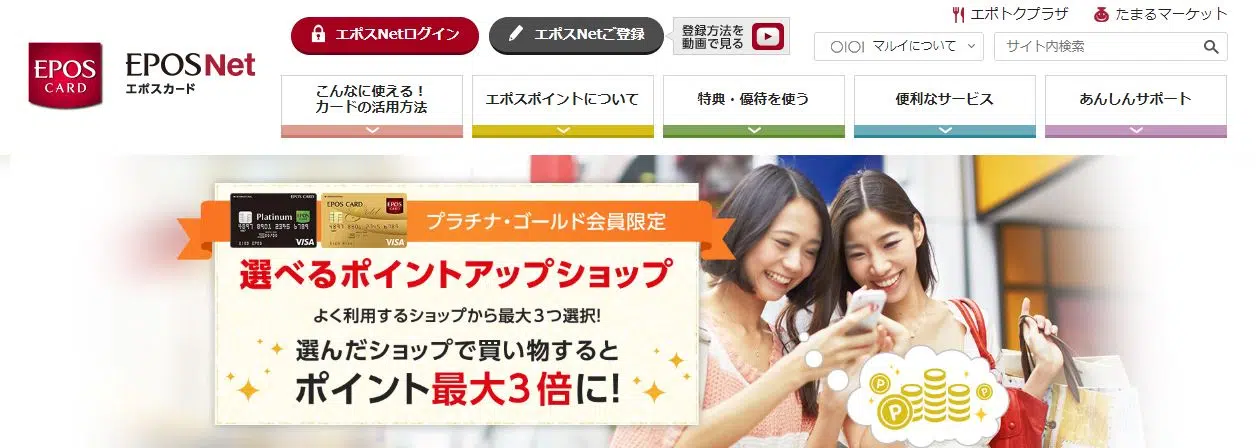 エポトクプラザ
たまるマーケット
エポスNetログイン
エポスNetご登録
登録方法を
動画で見る
OIOI マルイについて
サイト内検索
EPOS
CARD
EPOS Net
エポスカード
こんなに使える！
カードの活用方法
エポスポイントについて
特典・優待を使う
便利なサービス
あんしんサポート
Platinum
EPOS
VISA
EPOS CARD
Gold
EPOS
CARD
VISA
プラチナ・ゴールド会員限定
選べるポイントアップショップ
よく利用するショップから最大3つ選択!
選んだショップで買い物すると
ポイント最大3倍に!
P
P